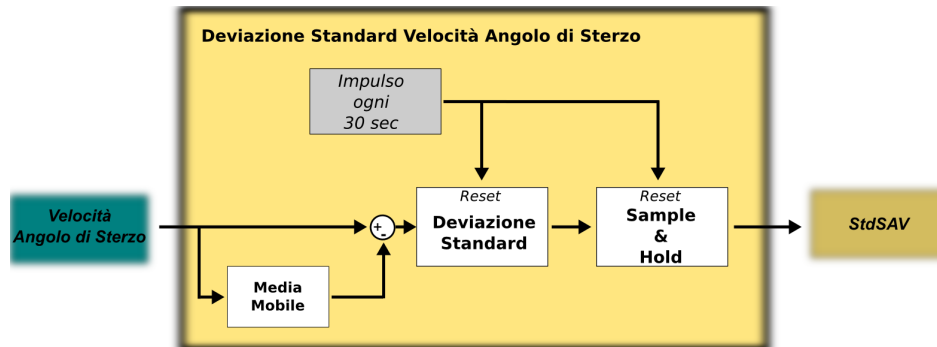 Deviazione Standard Velocità Angolo di Sterzo
Impulso
ogni
30 sec
Velocità
Angolo di Sterzo
+
-
Reset
Deviazione
Standard
Reset
Sample
&
Hold
StdSAV
Media
Mobile